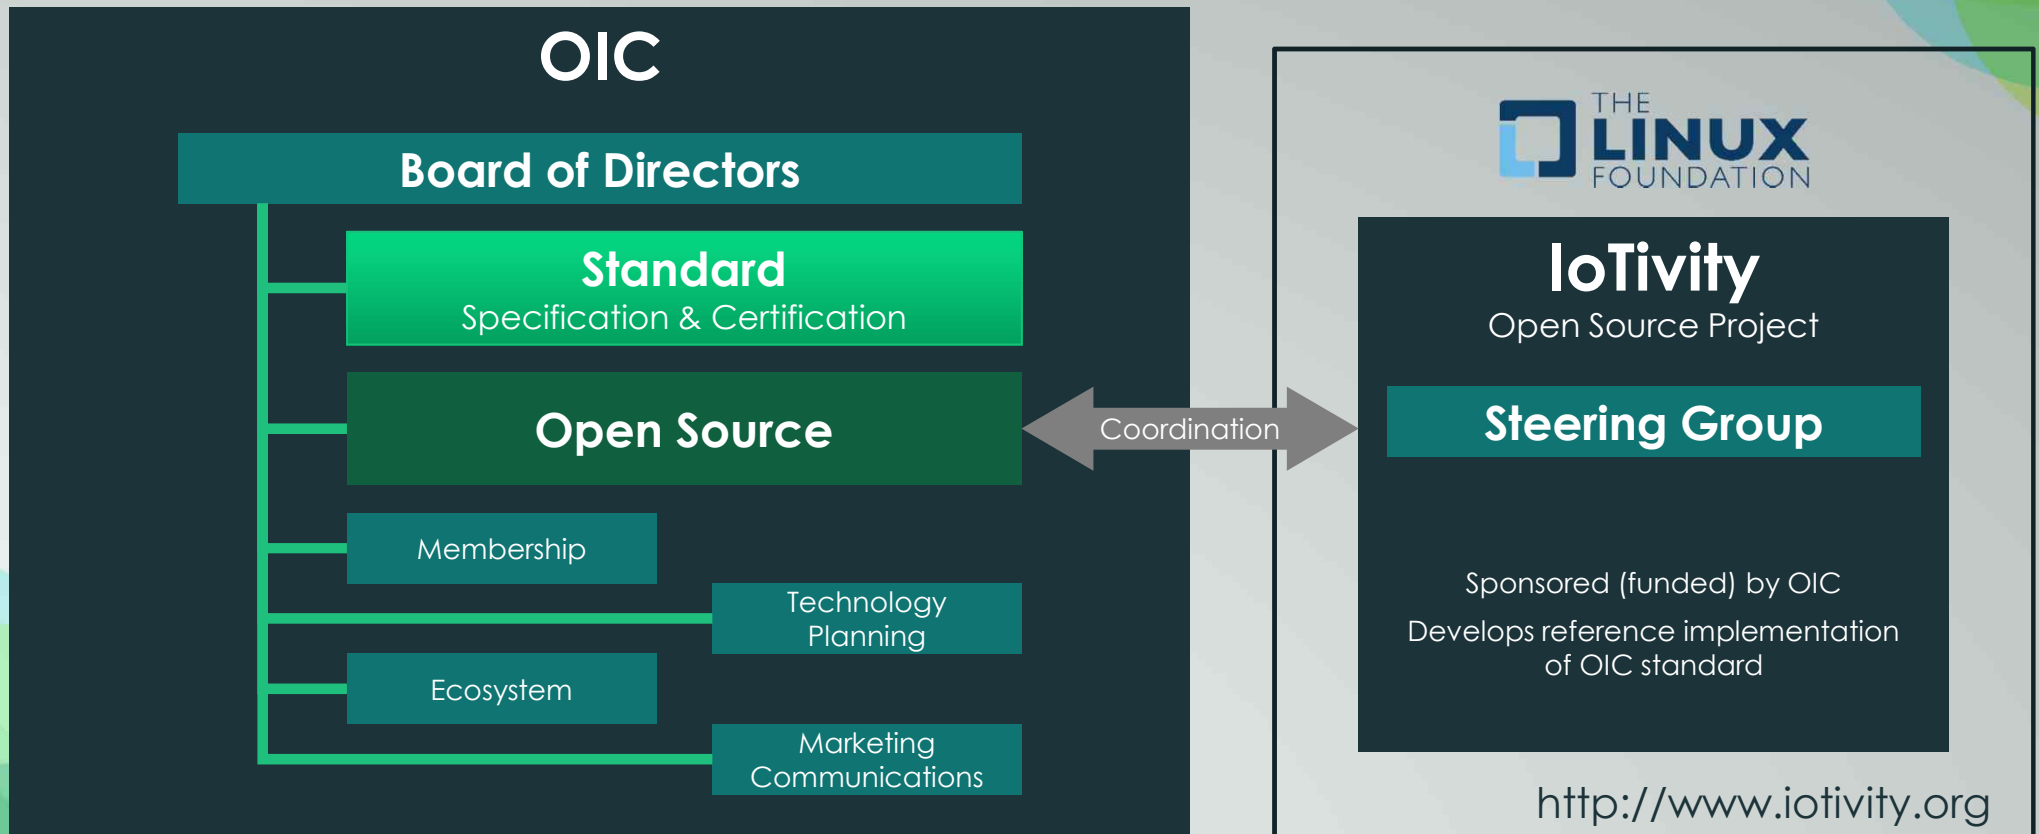 OIC
Board of Directors
Standard
Specification & Certification
Open Source
Membership
Technology
Planning
Ecosystem
Marketing
Communications
Coordination
THE
LINUX
FOUNDATION
IoTivity
Open Source Project
Steering Group
Sponsored (funded) by OIC
Develops reference implementation
of OIC standard
http://www.iotivity.org